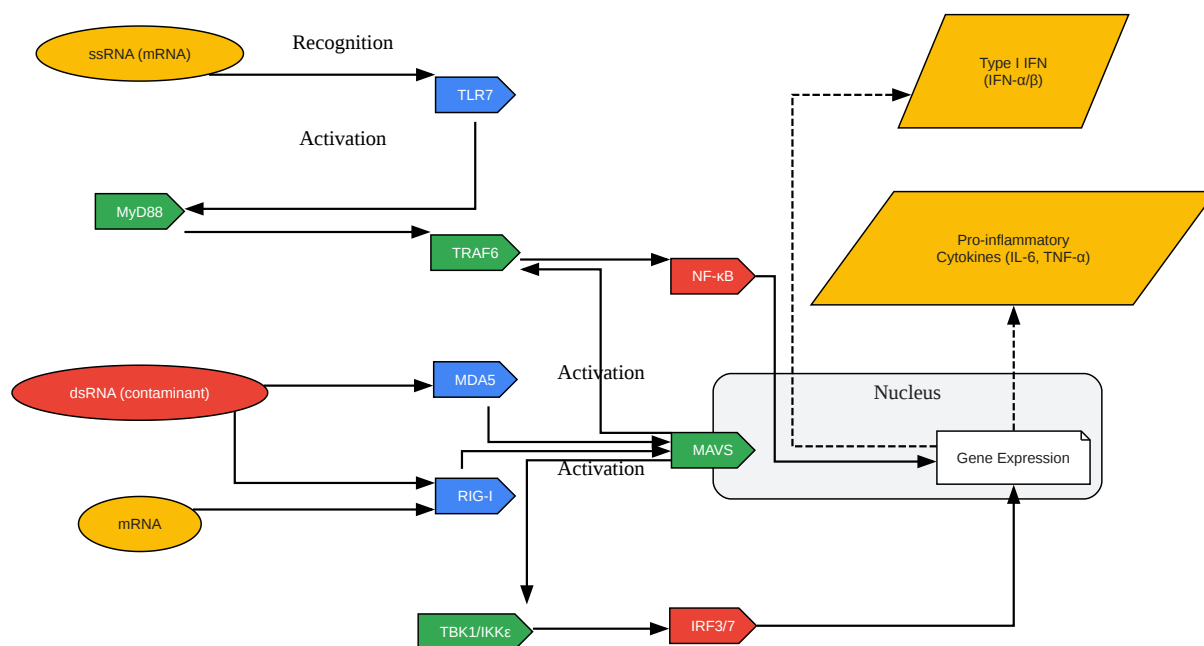 ssRNA (mRNA)
Recognition
Type I IFN
(IFN-α/β)
TLR7
Activation
MyD88
TRAF6
Pro-inflammatory
Cytokines (IL-6, TNF-α)
NF-κB
dsRNA (contaminant)
MDA5
Activation
Nucleus
MAVS
Gene Expression
Activation
RIG-I
mRNA
TBK1/IKKε
IRF3/7